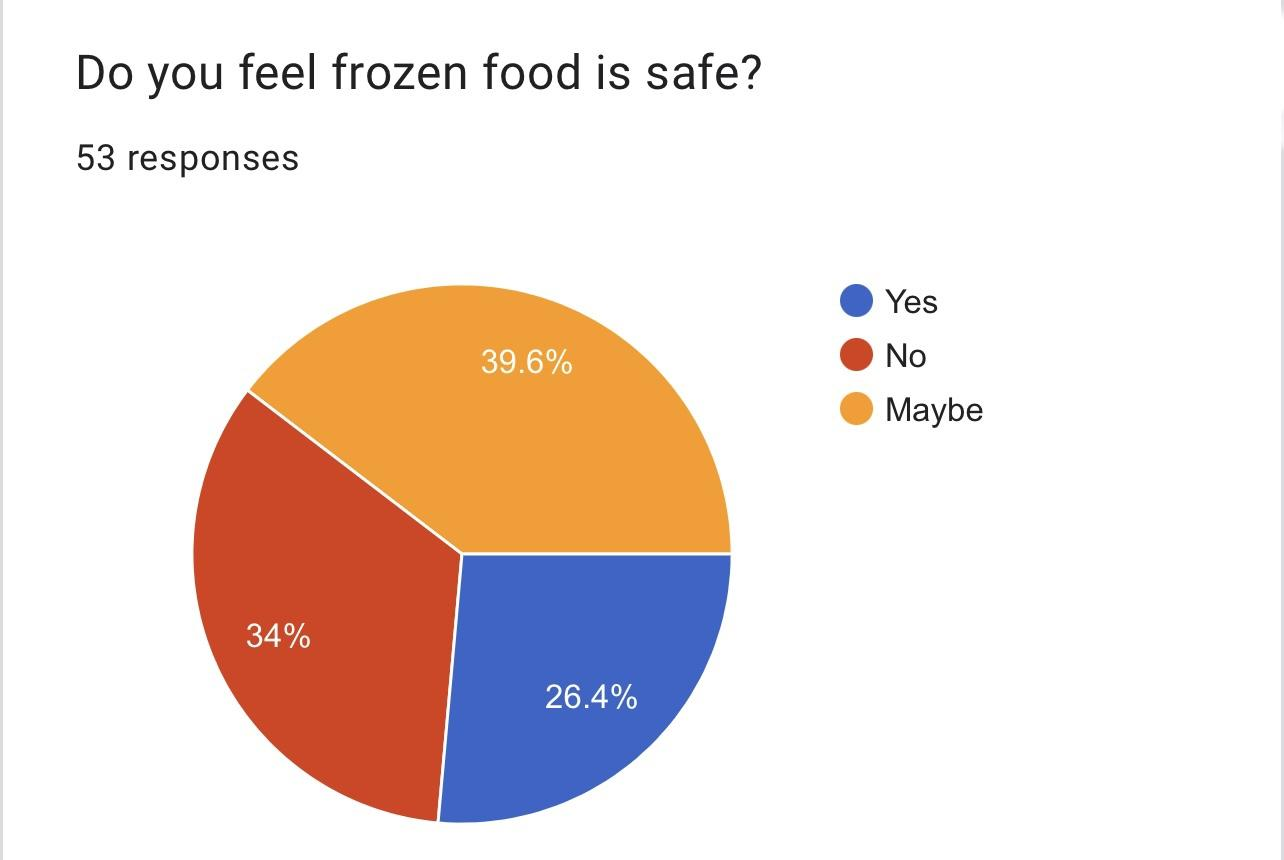 Do you feel frozen food is safe?
53 responses
39.6%
34%
26.4%
Yes
No
Maybe